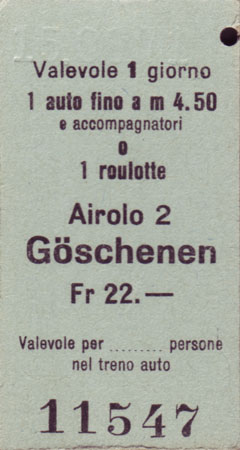 Valevole 1 giorno
1 auto fino a m 4.50
e accompagnatori
o
1 roulotte
Airolo 2
Göschenen
Fr 22.—
Valevole per ........ persone
nel treno auto
11547